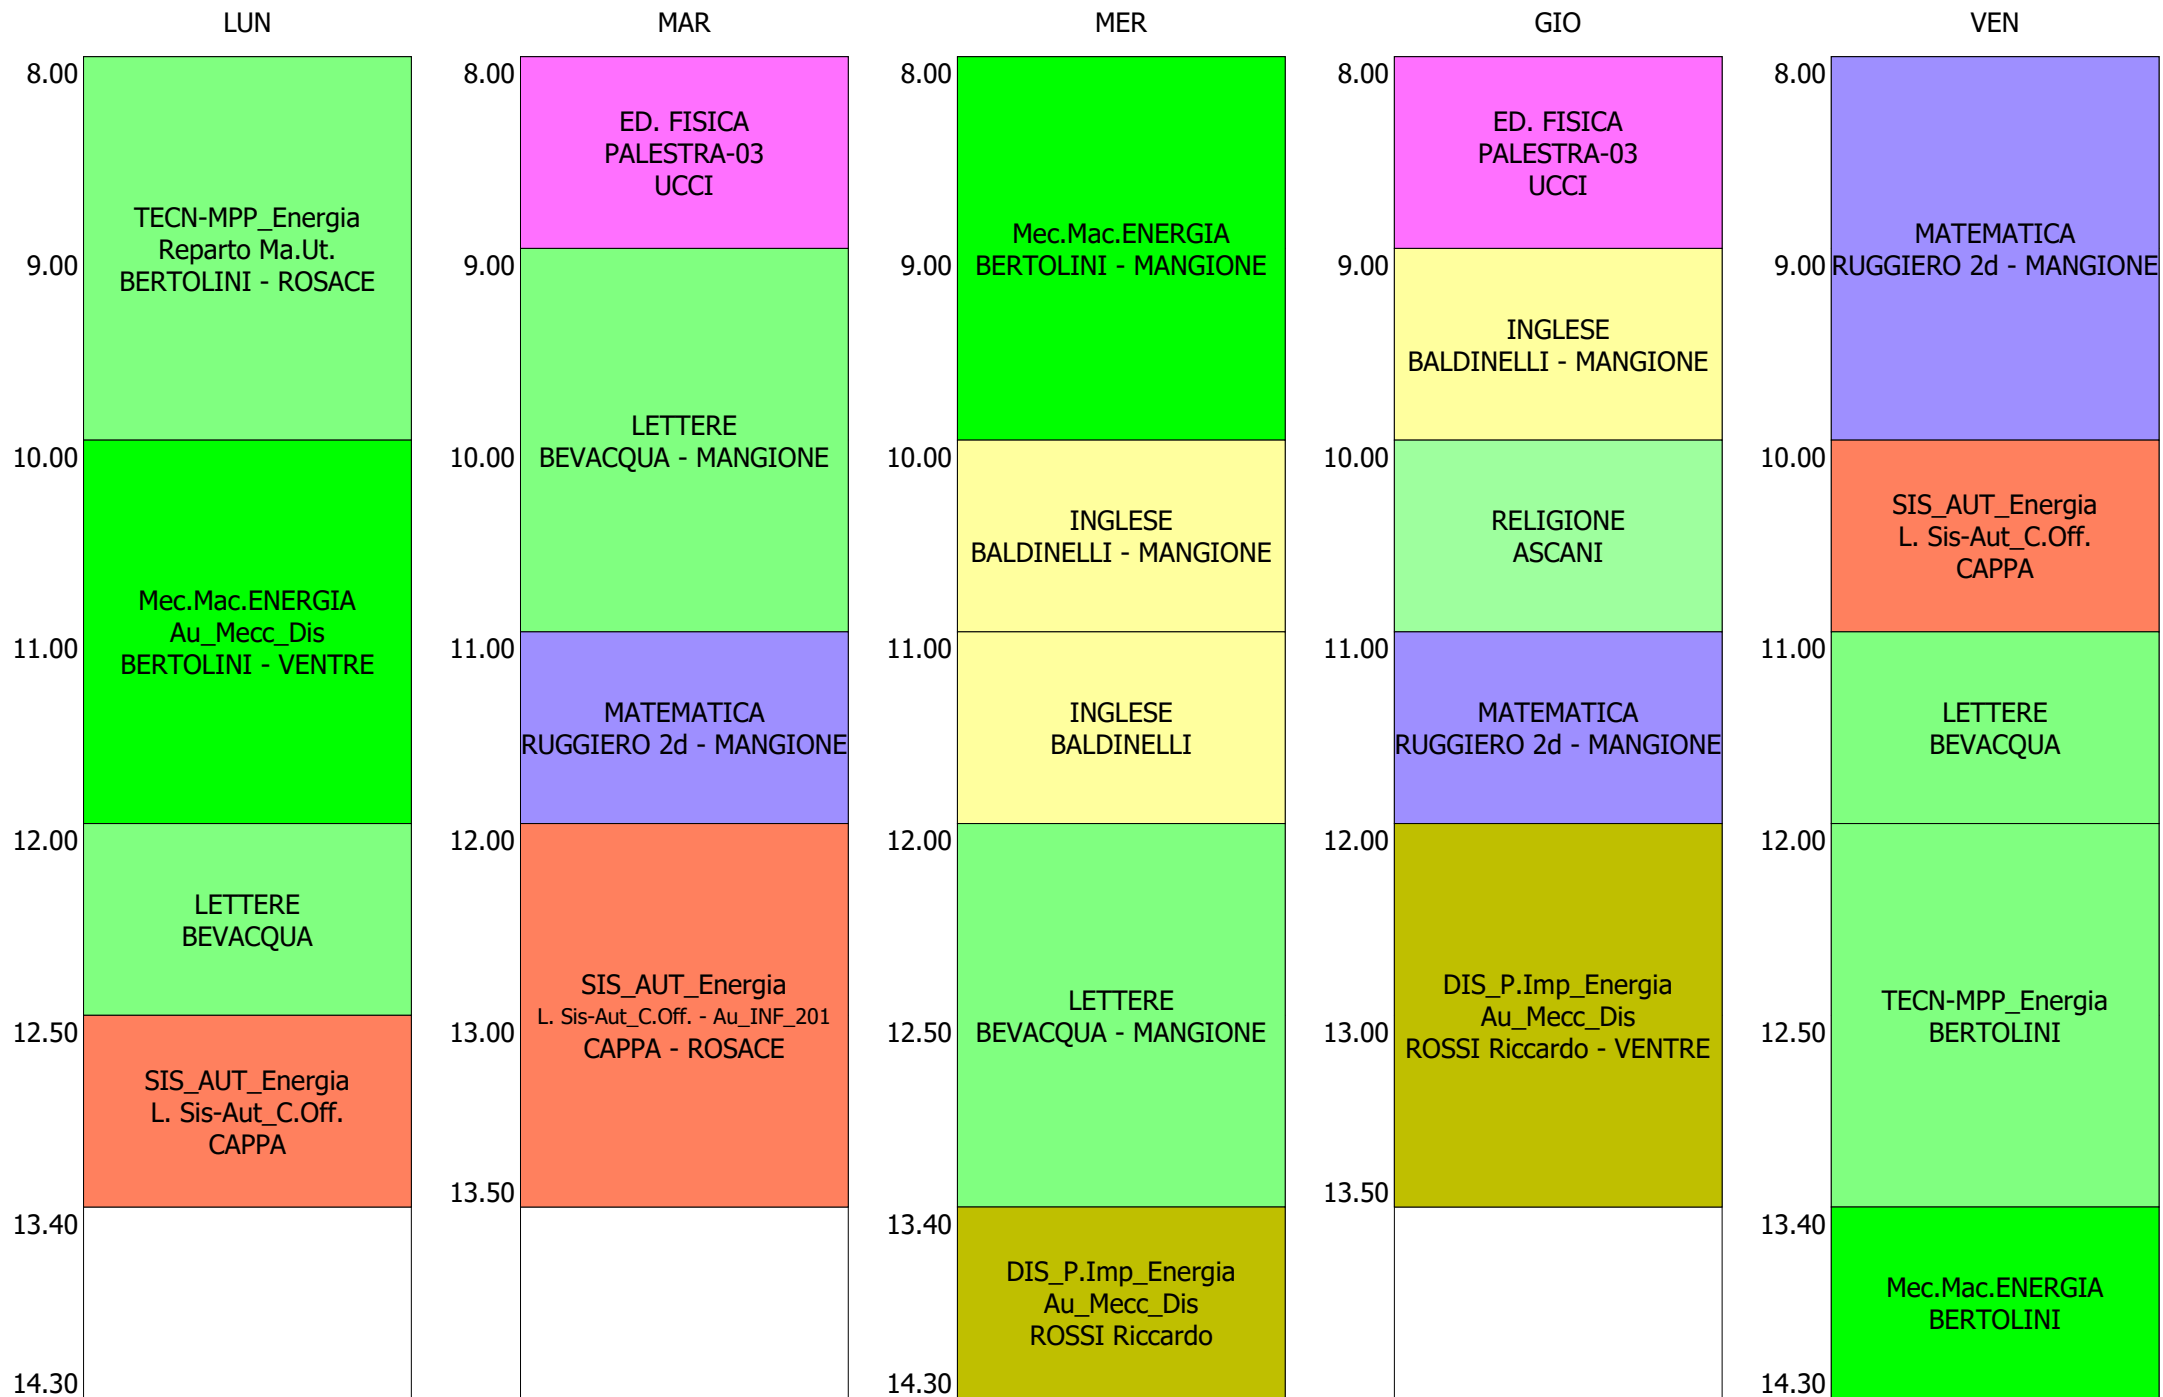 LUN
8.00
TECN-MPP_Energia
Reparto Ma.Ut.
BERTOLINI - ROSACE
9.00
10.00
Mec.Mac.ENERGIA
Au_Mecc_Dis
BERTOLINI - VENTRE
11.00
12.00
LETTERE
BEVACQUA
12.50
SIS_AUT_Energia
L. Sis-Aut_C.Off.
CAPPA
13.40
14.30
MAR
8.00
ED. FISICA
PALESTRA-03
UCCI
9.00
LETTERE
BEVACQUA - MANGIONE
10.00
11.00
MATEMATICA
RUGGIERO 2d - MANGIONE
12.00
SIS_AUT_Energia
L. Sis-Aut_C.Off. - Au_INF_201
CAPPA - ROSACE
13.00
13.50
MER
8.00
Mec.Mac.ENERGIA
BERTOLINI - MANGIONE
9.00
10.00
INGLESE
BALDINELLI - MANGIONE
11.00
INGLESE
BALDINELLI
12.00
LETTERE
BEVACQUA - MANGIONE
12.50
13.40
DIS_P.Imp_Energia
Au_Mecc_Dis
ROSSI Riccardo
14.30
GIO
8.00
ED. FISICA
PALESTRA-03
UCCI
9.00
INGLESE
BALDINELLI - MANGIONE
10.00
RELIGIONE
ASCANI
11.00
MATEMATICA
RUGGIERO 2d - MANGIONE
12.00
DIS_P.Imp_Energia
Au_Mecc_Dis
ROSSI Riccardo - VENTRE
13.00
13.50
VEN
8.00
MATEMATICA
RUGGIERO 2d - MANGIONE
9.00
10.00
SIS_AUT_Energia
L. Sis-Aut_C.Off.
CAPPA
11.00
LETTERE
BEVACQUA
12.00
TECN-MPP_Energia
BERTOLINI
12.50
13.40
Mec.Mac.ENERGIA
BERTOLINI
14.30